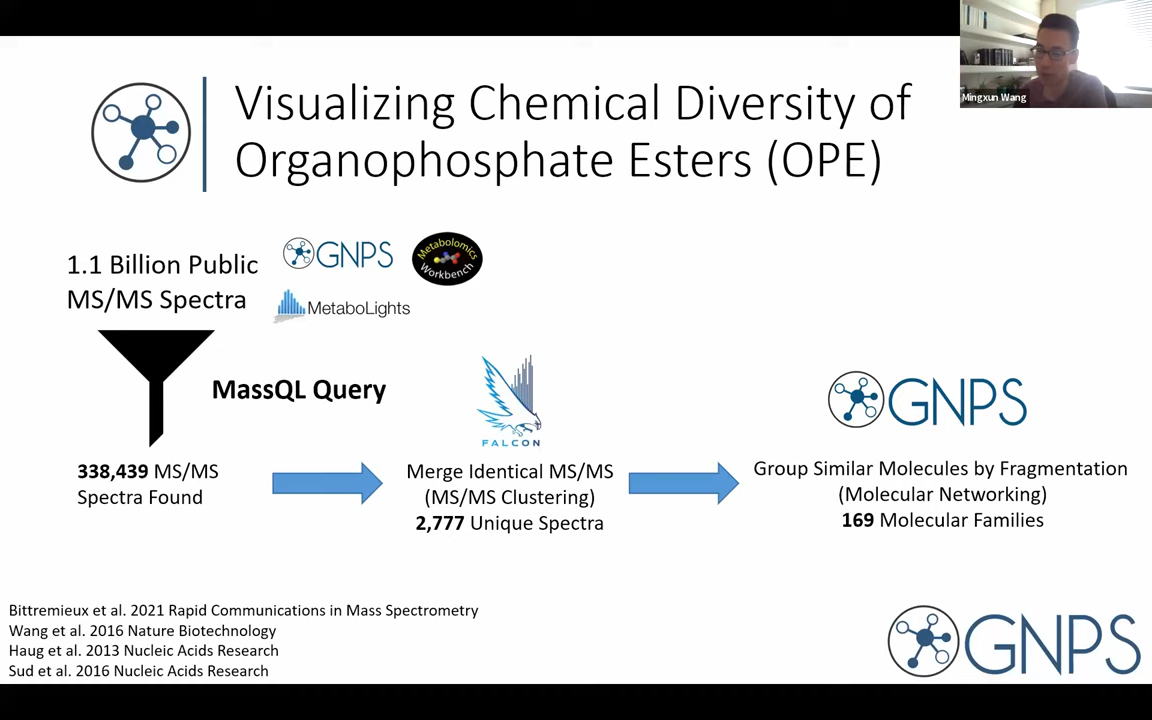 Mingxun Wang
Visualizing Chemical Diversity of
Organophosphate Esters (OPE)
1.1 Billion Public
MS/MS Spectra
GNPS
Metabolomics
Workbench
MetaboLights
MassQL Query
FALCON
GNPS
338,439 MS/MS
Spectra Found
Merge Identical MS/MS
(MS/MS Clustering)
2,777 Unique Spectra
Group Similar Molecules by Fragmentation
(Molecular Networking)
169 Molecular Families
Bittremieux et al. 2021 Rapid Communications in Mass Spectrometry
Wang et al. 2016 Nature Biotechnology
Haug et al. 2013 Nucleic Acids Research
Sud et al. 2016 Nucleic Acids Research
GNPS